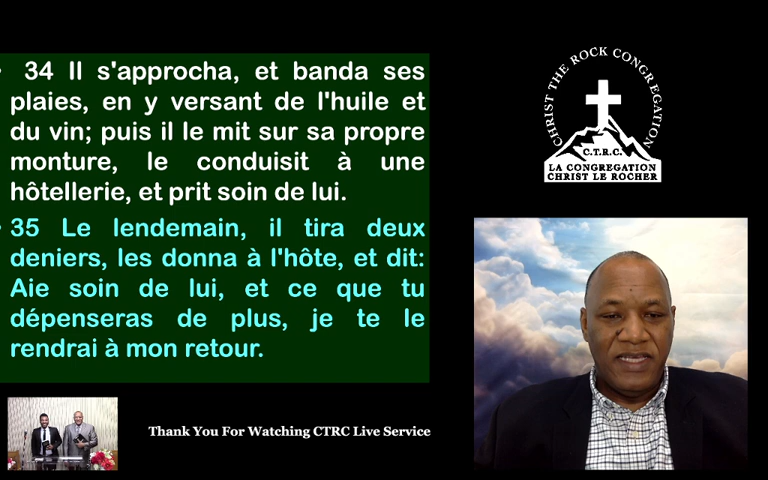 34 Il s'approcha, et banda ses
plaies, en y versant de l'huile et
du vin; puis il le mit sur sa propre
monture, le conduisit à une
hôtellerie, et prit soin de lui.
35 Le lendemain, il tira deux
deniers, les donna à l'hôte, et dit:
Aie soin de lui, et ce que tu
dépenseras de plus, je te le
rendrai à mon retour.
CHRIST THE ROCK CONGREGATION
C.T.R.C.
LA CONGREGATION
CHRIST LE ROCHER
Thank You For Watching CTRC Live Service